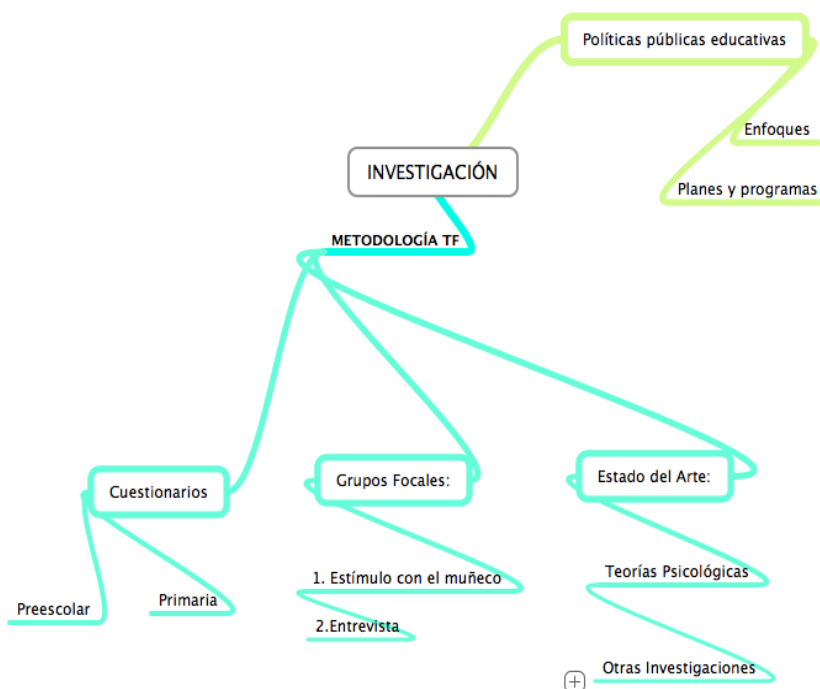 Políticas públicas educativas
Enfoques
Planes y programas
INVESTIGACIÓN
METODOLOGÍA TF
Cuestionarios
Preescolar
Primaria
Grupos Focales:
1. Estímulo con el muñeco
2.Entrevista
Estado del Arte:
Teorías Psicológicas
Otras Investigaciones